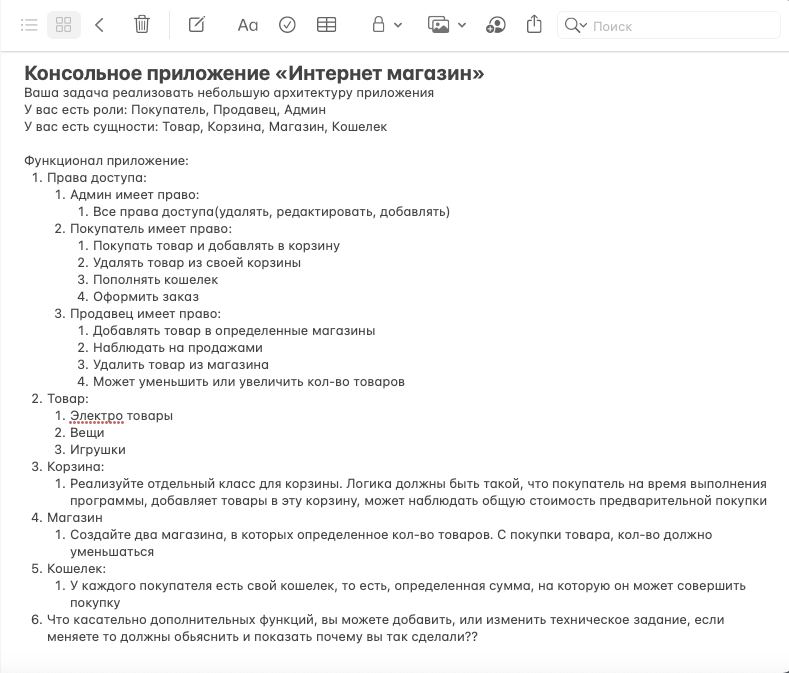 Aa
Поиск
Консольное приложение «Интернет магазин»
Ваша задача реализовать небольшую архитектуру приложения
У вас есть роли: Покупатель, Продавец, Админ
У вас есть сущности: Товар, Корзина, Магазин, Кошелек
Функционал приложение:
1. Права доступа:
1. Админ имеет право:
1. Все права доступа(удалять, редактировать, добавлять)
2. Покупатель имеет право:
1. Покупать товар и добавлять в корзину
2. Удалять товар из своей корзины
3. Пополнять кошелек
4. Оформить заказ
3. Продавец имеет право:
1. Добавлять товар в определенные магазины
2. Наблюдать на продажами
3. Удалить товар из магазина
4. Может уменьшить или увеличить кол-во товаров
2. Товар:
1. Электро товары
2. Вещи
3. Игрушки
3. Корзина:
1. Реализуйте отдельный класс для корзины. Логика должны быть такой, что покупатель на время выполнения
программы, добавляет товары в эту корзину, может наблюдать общую стоимость предварительной покупки
4. Магазин
1. Создайте два магазина, в которых определенное кол-во товаров. С покупки товара, кол-во должно
уменьшаться
5. Кошелек:
1. У каждого покупателя есть свой кошелек, то есть, определенная сумма, на которую он может совершить
покупку
6. Что касательно дополнительных функций, вы можете добавить, или изменить техническое задание, если
меняете то должны обьяснить и показать почему вы так сделали??